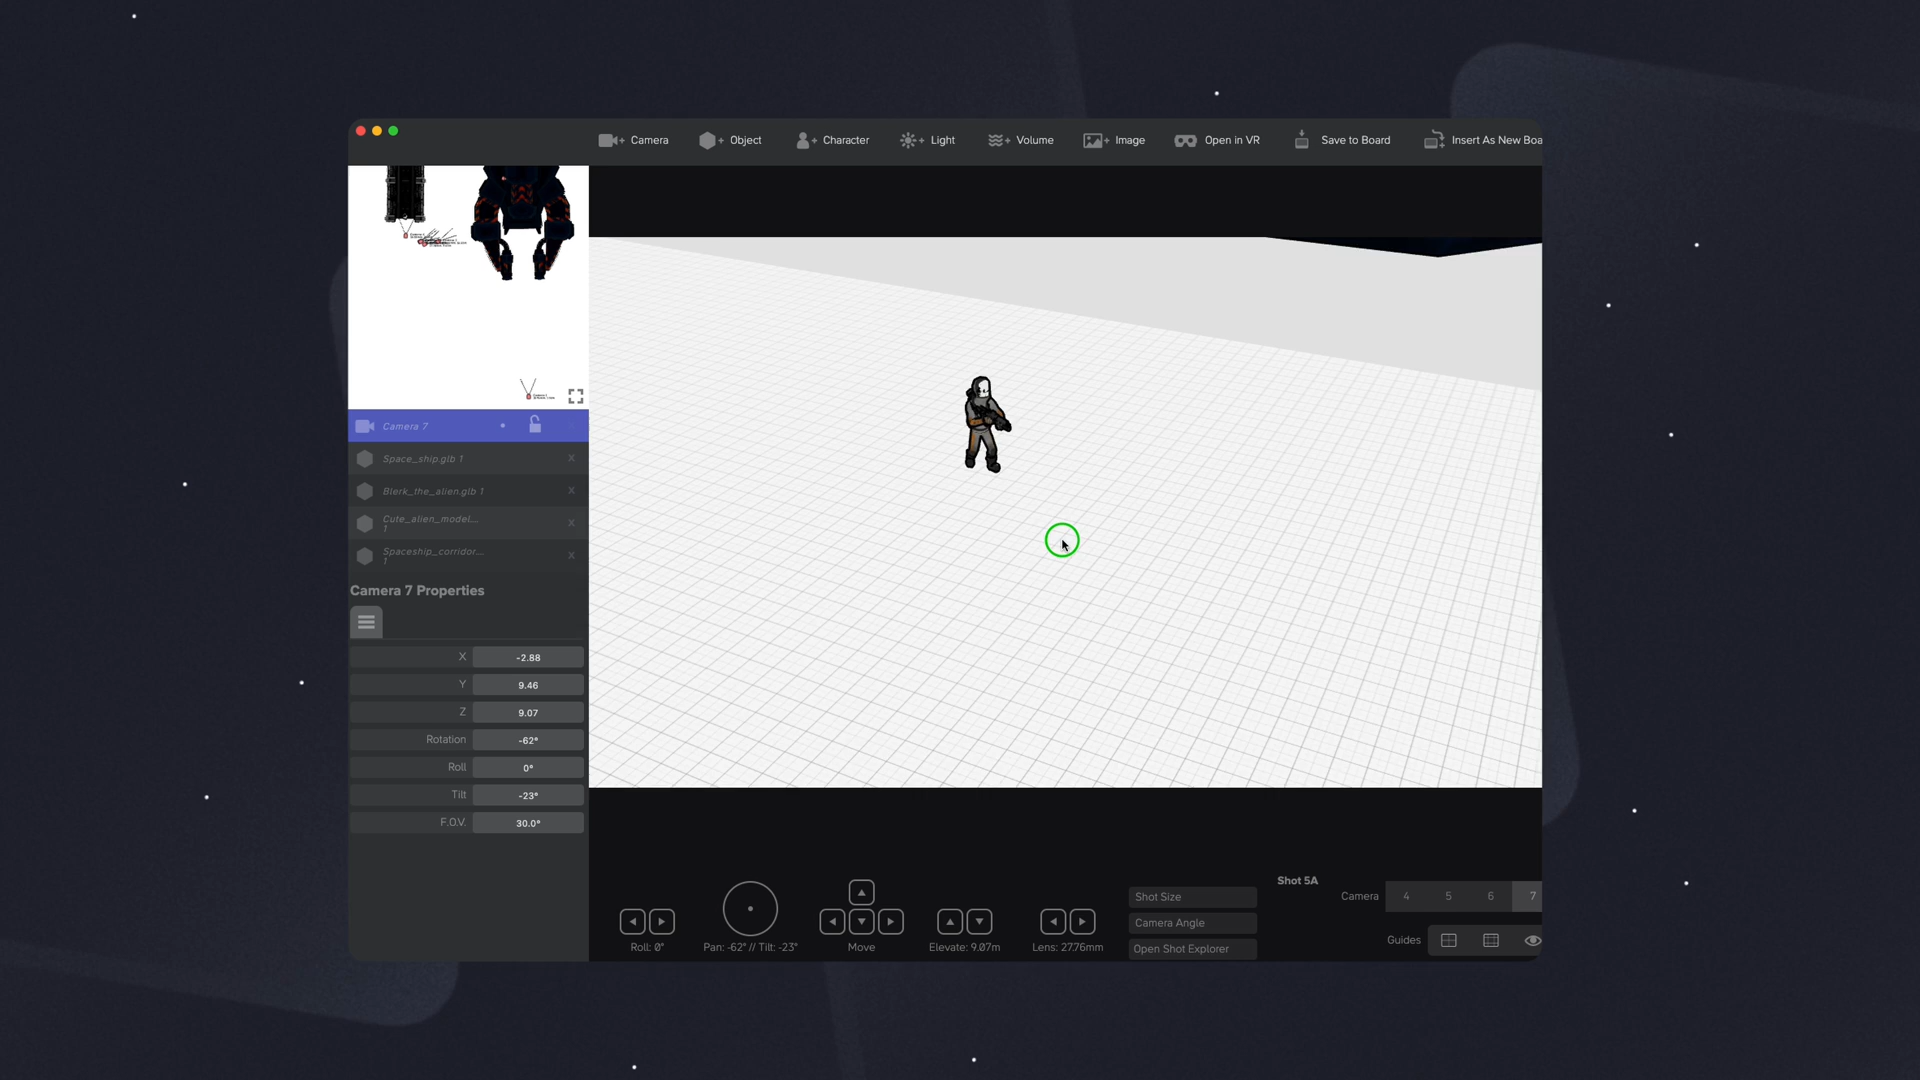 Camera
Object
Character
Light
Volume
Image
Open in VR
Save to Board
Insert As New Boa
Camera 7
Space_ship.glb 1
X
Blerk_the_alien.glb 1
X
Cute_alien_model...
1
X
Spaceship_corridor...
1
X
Camera 7 Properties
X -2.88
Y 9.46
Z 9.07
Rotation -62°
Roll 0°
Tilt -23°
F.O.V. 30.0°
Roll: 0°
Pan: -62° // Tilt: -23°
Move
Elevate: 9.07m
Lens: 27.76mm
Shot Size
Camera Angle
Open Shot Explorer
Shot 5A
Camera 4 5 6 7
Guides